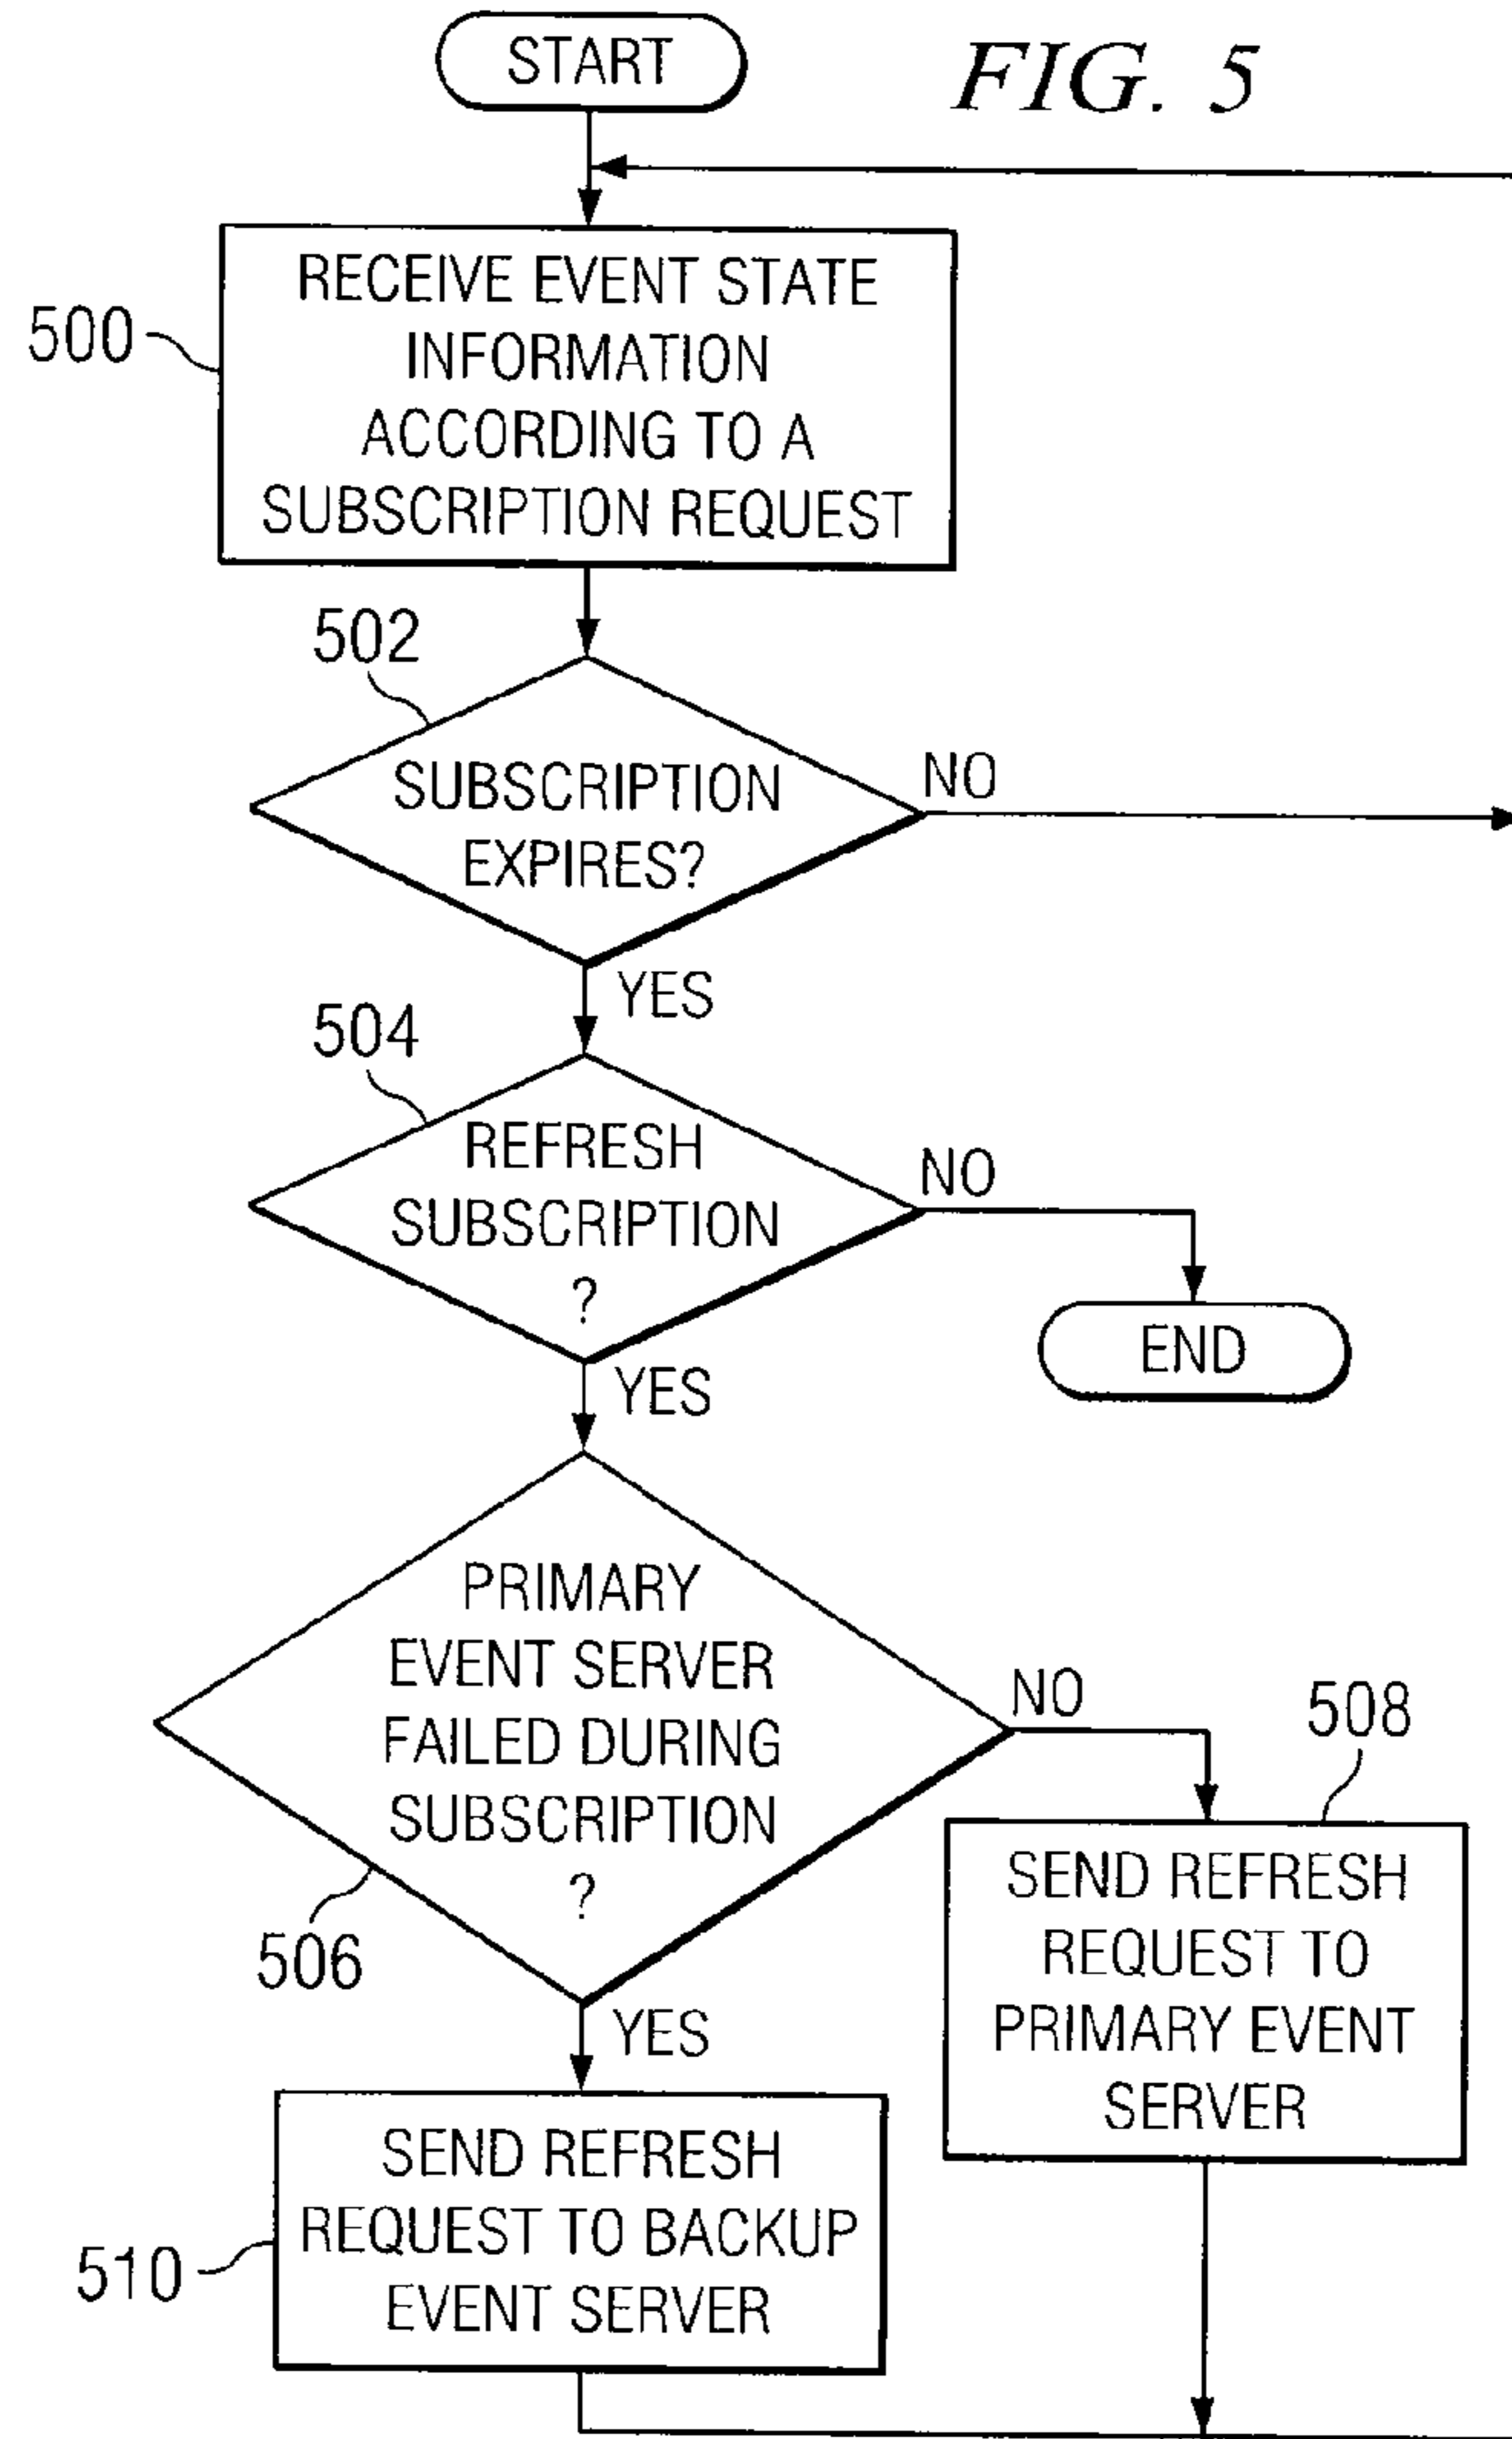 START
FIG. 5
RECEIVE EVENT STATE
INFORMATION
ACCORDING TO A
SUBSCRIPTION REQUEST
500
502
SUBSCRIPTION
EXPIRES?
NO
YES
504
REFRESH
SUBSCRIPTION
?
NO
END
YES
PRIMARY
EVENT SERVER
FAILED DURING
SUBSCRIPTION
?
NO
506
508
SEND REFRESH
REQUEST TO
PRIMARY EVENT
SERVER
YES
SEND REFRESH
REQUEST TO BACKUP
EVENT SERVER
510